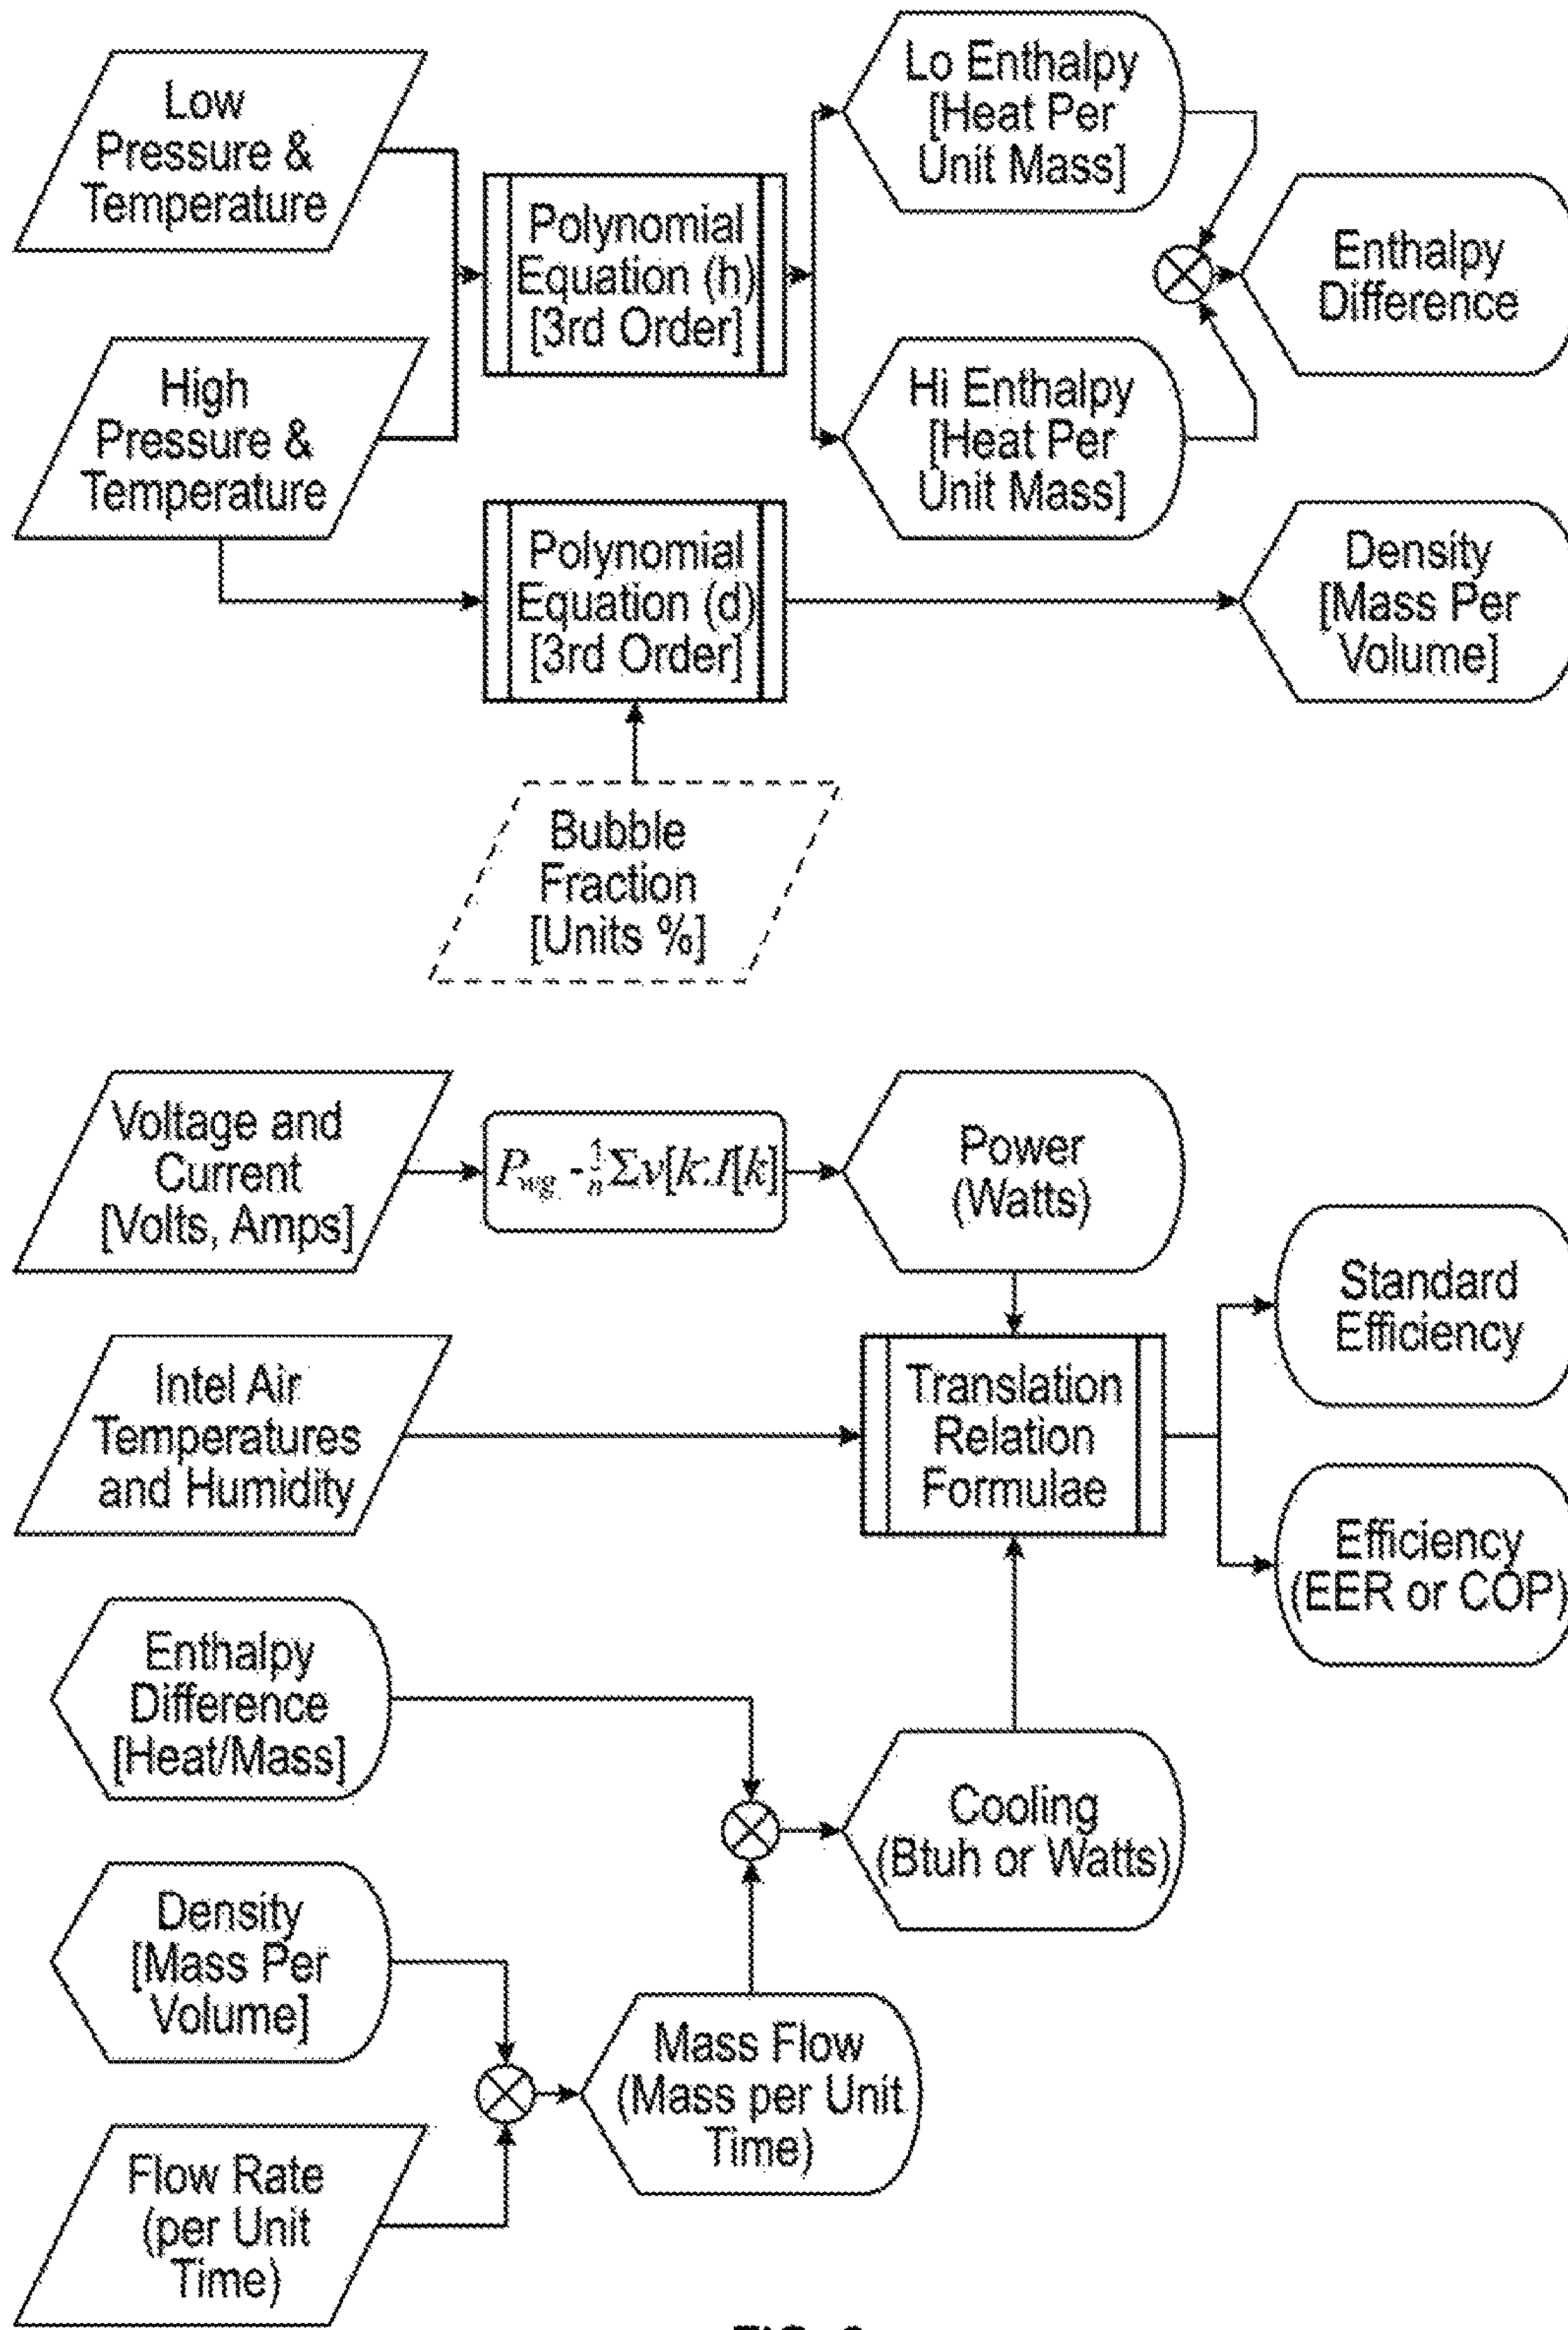 Low
Pressure &
Temperature
Lo Enthalpy
[Heat Per
Unit Mass]
Polynomial
Equation (h)
[3rd Order]
Enthalpy
Difference
High
Pressure &
Temperature
Hi Enthalpy
[Heat Per
Unit Mass]
Polynomial
Equation (d)
[3rd Order]
Density
[Mass Per
Volume]
Bubble
Fraction
[Units %]
Voltage and
Current
[Volts, Amps]
P_wg - 1/n Σv[k.I[k]
Power
(Watts)
Standard
Efficiency
Intel Air
Temperatures
and Humidity
Translation
Relation
Formulae
Efficiency
(EER or COP)
Enthalpy
Difference
[Heat/Mass]
Cooling
(Btuh or Watts)
Density
[Mass Per
Volume]
Mass Flow
(Mass per Unit
Time)
Flow Rate
(per Unit
Time)